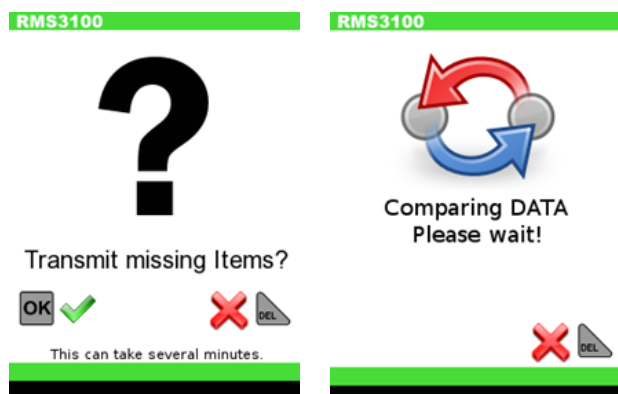 RMS3100
Transmit missing Items?
OK
DEL
This can take several minutes.
RMS3100
Comparing DATA
Please wait!
DEL